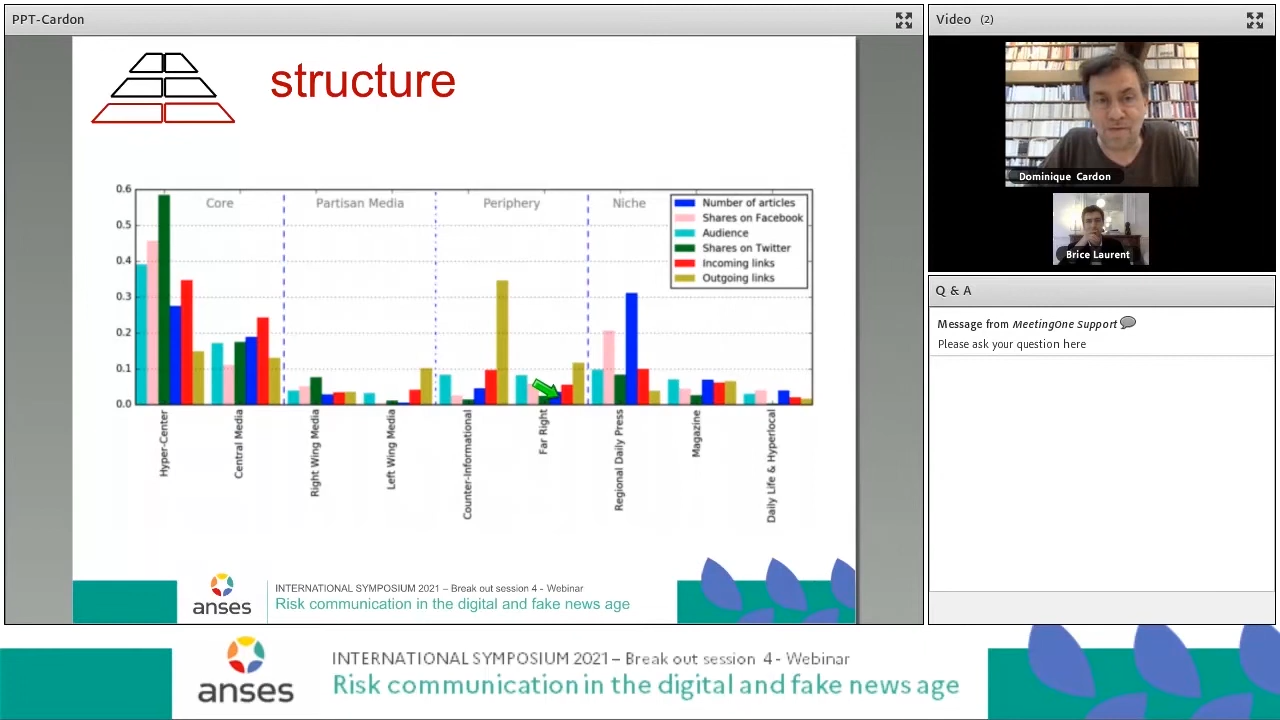 PPT-Cardon
structure
0.6
0.5
0.4
0.3
0.2
0.1
0.0
Core
Partisan Media
Periphery
Niche
Number of articles
Shares on Facebook
Audience
Shares on Twitter
Incoming links
Outgoing links
Hyper-Center
Central Media
Right Wing Media
Left Wing Media
Counter-Informational
Far Right
Regional Daily Press
Magazine
Daily Life & Hyperlocal
anses
INTERNATIONAL SYMPOSIUM 2021 – Break out session 4 - Webinar
Risk communication in the digital and fake news age
Video (2)
Dominique Cardon
Brice Laurent
Q & A
Message from MeetingOne Support
Please ask your question here
anses
INTERNATIONAL SYMPOSIUM 2021 – Break out session 4 - Webinar
Risk communication in the digital and fake news age